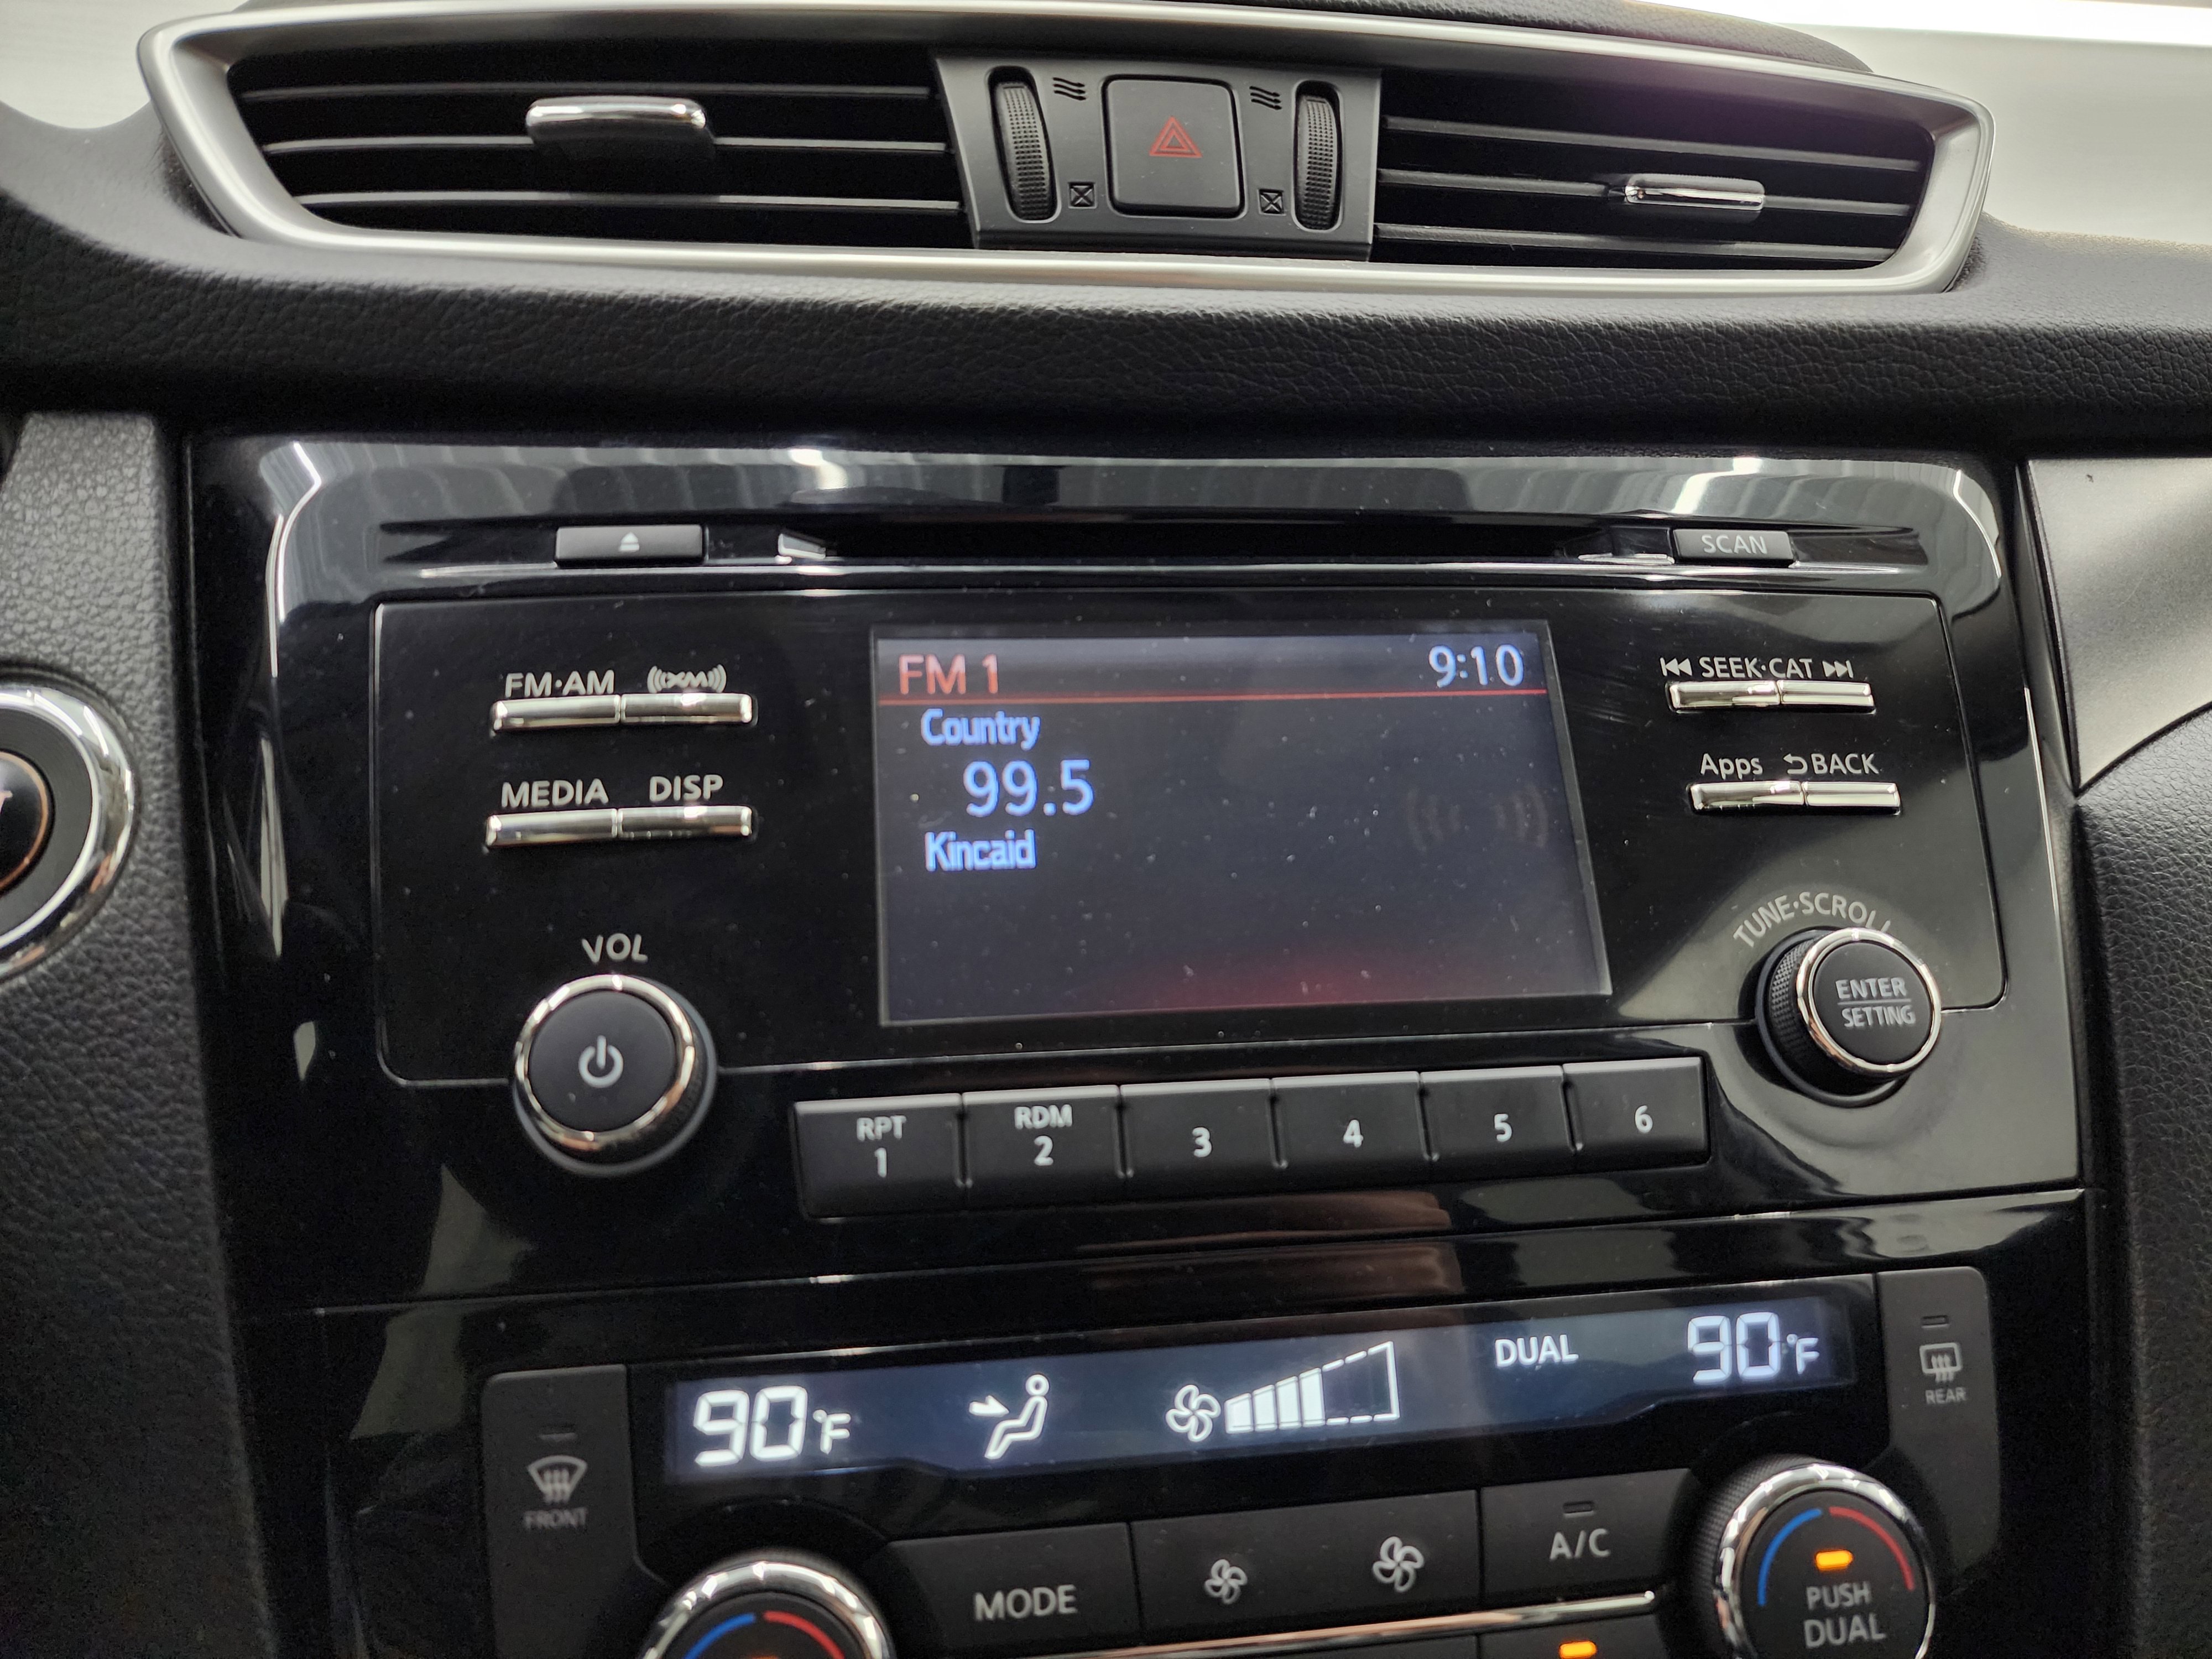 SCAN
FM·AM XM
FM 1 9:10
SEEK·CAT
Country
MEDIA DISP
99.5
Apps BACK
Kincaid
TUNE·SCROLL
VOL
ENTER
SETTING
RPT
1
RDM
2
3
4
5
6
90°F
DUAL
90°F
REAR
FRONT
MODE
A/C
PUSH
DUAL